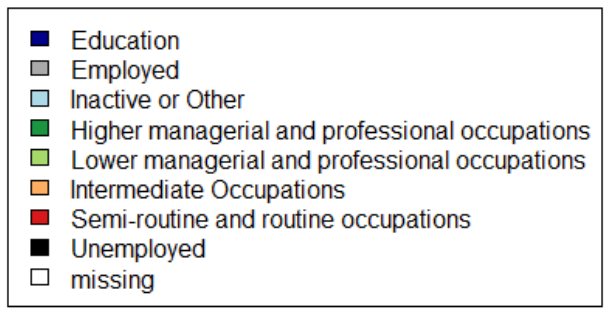 Education
Employed
Inactive or Other
Higher managerial and professional occupations
Lower managerial and professional occupations
Intermediate Occupations
Semi-routine and routine occupations
Unemployed
missing